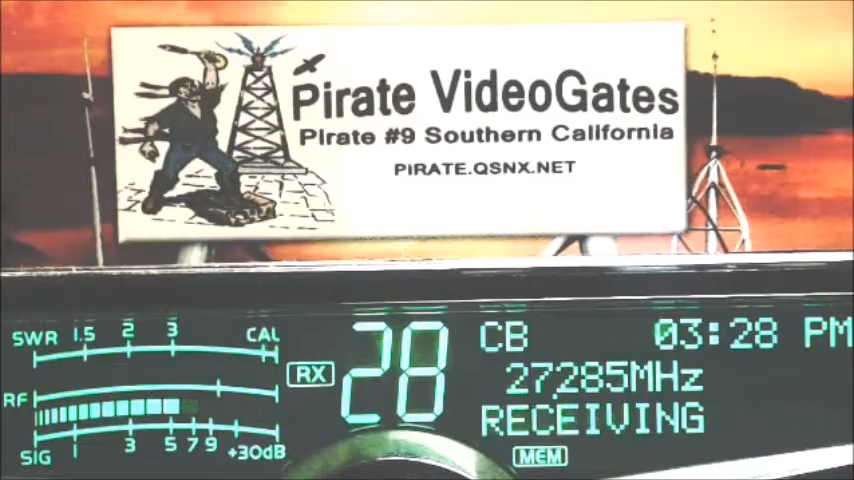 Pirate VideoGates
Pirate #9 Southern California
PIRATE.QSNX.NET
SWR 1.5 2 3 CAL
RF
SIG 1 3 5 7 9 +30dB
RX
28
CB 03:28 PM
27.285MHz
RECEIVING
MEM